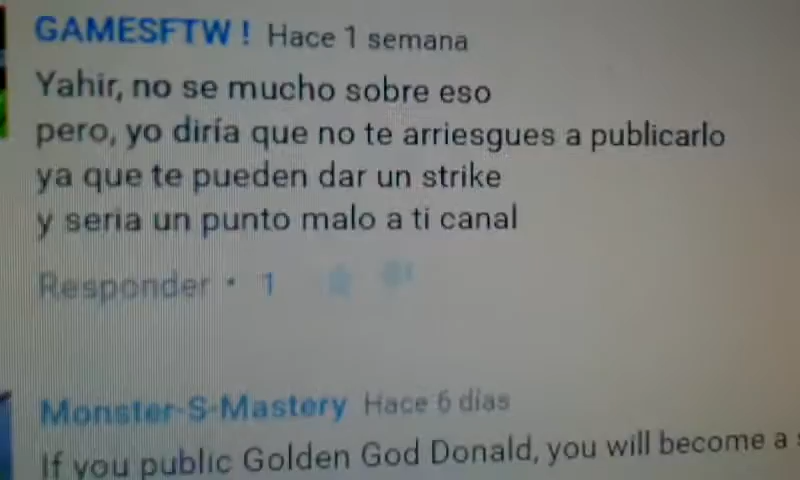 GAMESFTW ! Hace 1 semana
Yahir, no se mucho sobre eso
pero, yo diría que no te arriesgues a publicarlo
ya que te pueden dar un strike
y seria un punto malo a ti canal
Responder • 1
Monster-S-Mastery Hace 6 días
If you public Golden God Donald, you will become a